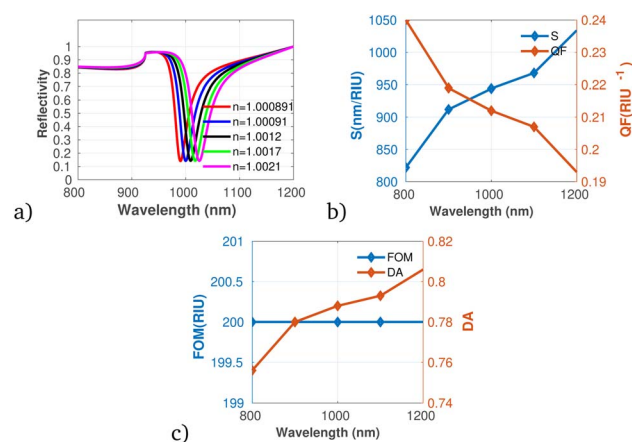 a)
1
0.9
0.8
0.7
0.6
0.5
0.4
0.3
0.2
0.1
0
Reflectivity
n=1.000891
n=1.00091
n=1.0012
n=1.0017
n=1.0021
800 900 1000 1100 1200
Wavelength (nm)
b)
1050
1000
950
900
850
800
S(nm/RIU)
S
QF
0.24
0.23
0.22
0.21
0.2
0.19
QF(RIU⁻¹)
800 900 1000 1100 1200
Wavelength (nm)
c)
201
200.5
200
199.5
199
FOM(RIU)
FOM
DA
0.82
0.8
0.78
0.76
0.74
DA
800 900 1000 1100 1200
Wavelength (nm)